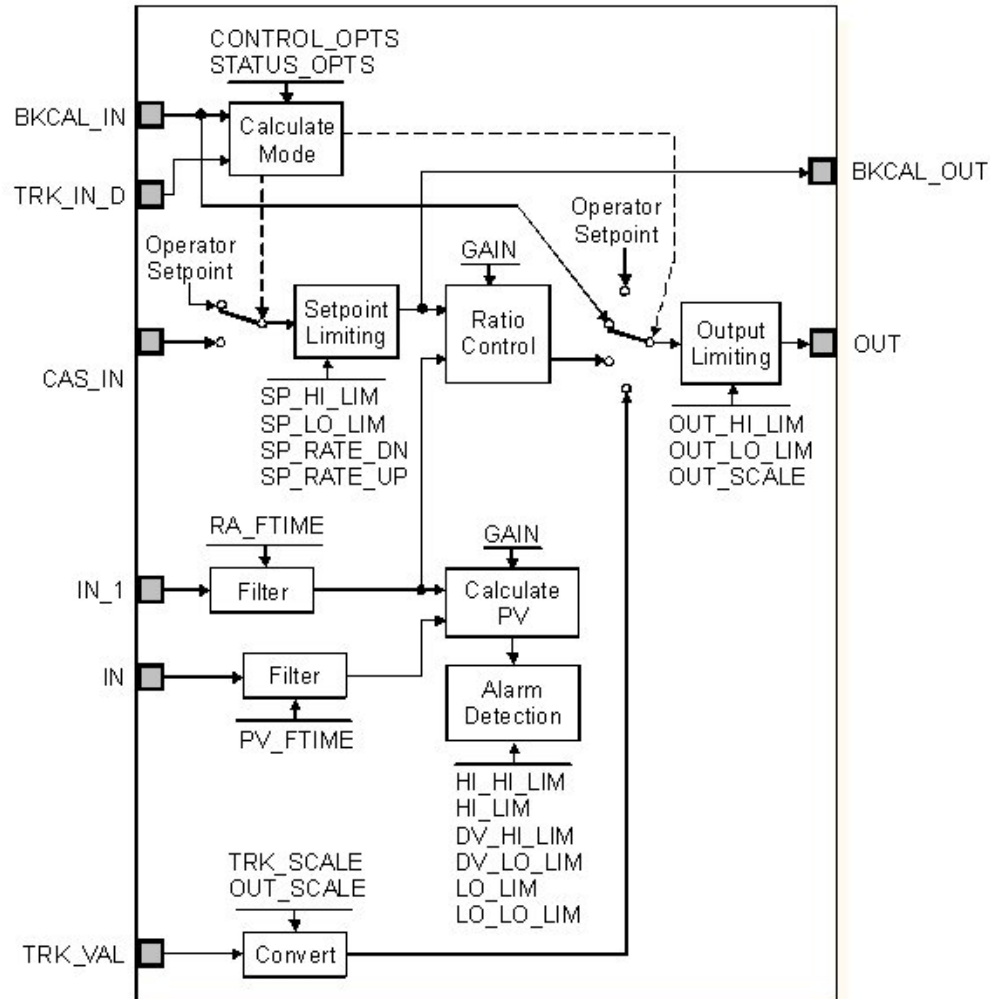 CONTROL_OPTS
STATUS_OPTS
BKCAL_IN
Calculate
Mode
TRK_IN_D
BKCAL_OUT
Operator
Setpoint
Operator
Setpoint
GAIN
Setpoint
Limiting
Ratio
Control
Output
Limiting
OUT
CAS_IN
SP_HI_LIM
SP_LO_LIM
SP_RATE_DN
SP_RATE_UP
OUT_HI_LIM
OUT_LO_LIM
OUT_SCALE
RA_FTIME
GAIN
IN_1
Filter
Calculate
PV
IN
Filter
PV_FTIME
Alarm
Detection
HI_HI_LIM
HI_LIM
DV_HI_LIM
DV_LO_LIM
LO_LIM
LO_LO_LIM
TRK_SCALE
OUT_SCALE
TRK_VAL
Convert